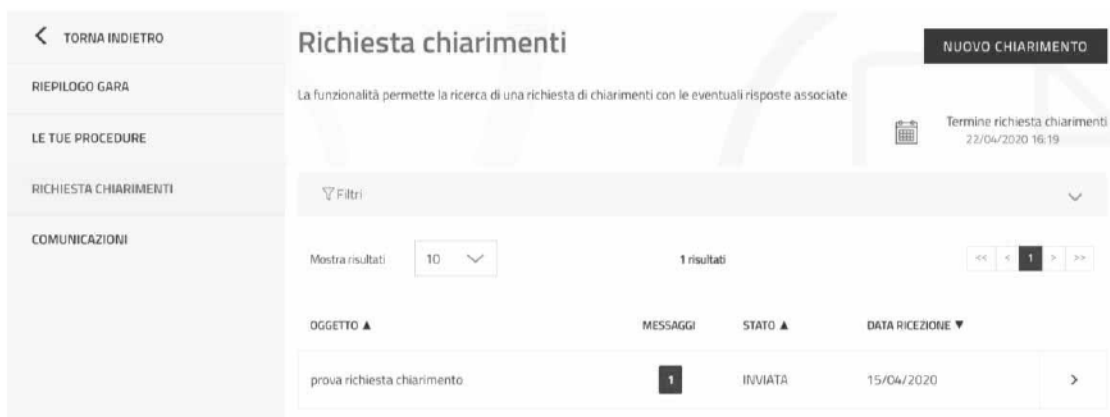 TORNA INDIETRO
RIEPILOGO GARA
LE TUE PROCEDURE
RICHIESTA CHIARIMENTI
COMUNICAZIONI
Richiesta chiarimenti
NUOVO CHIARIMENTO
La funzionalità permette la ricerca di una richiesta di chiarimenti con le eventuali risposte associate
Termine richiesta chiarimenti
22/04/2020 16:19
Filtri
Mostra risultati 10 1 risultati << < 1 > >>
OGGETTO ▲ MESSAGGI STATO ▲ DATA RICEZIONE ▼
prova richiesta chiarimento 1 INVIATA 15/04/2020 >